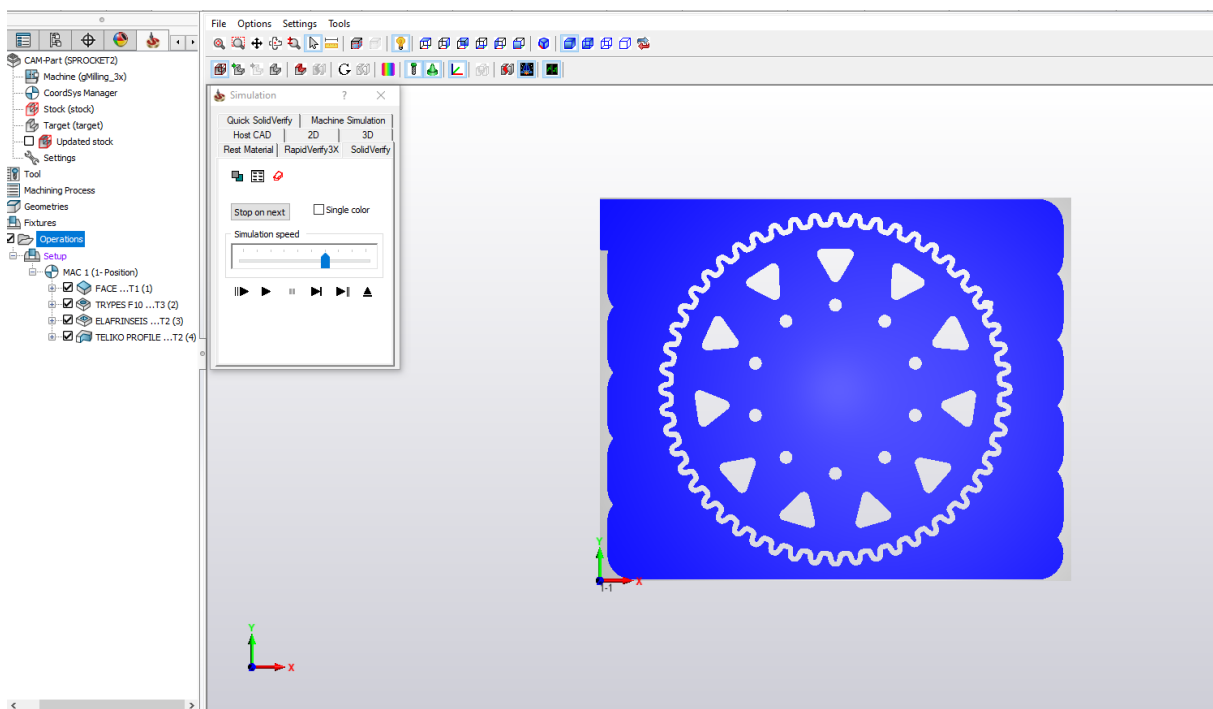 File Options Settings Tools
CAM-Part (SPROCKET2)
Machine (gMilling_3x)
CoordSys Manager
Stock (stock)
Target (target)
Updated stock
Settings
Tool
Machining Process
Geometries
Fixtures
Operations
Setup
MAC 1 (1- Position)
FACE ...T1 (1)
TRYPES F10 ...T3 (2)
ELAFRINSEIS ...T2 (3)
TELIKO PROFILE ...T2 (4)
Simulation ?
Quick SolidVerify Machine Simulation
Host CAD 2D 3D
Rest Material RapidVerify3X SolidVerify
Stop on next Single color
Simulation speed
Y
X
1-1
Y
X